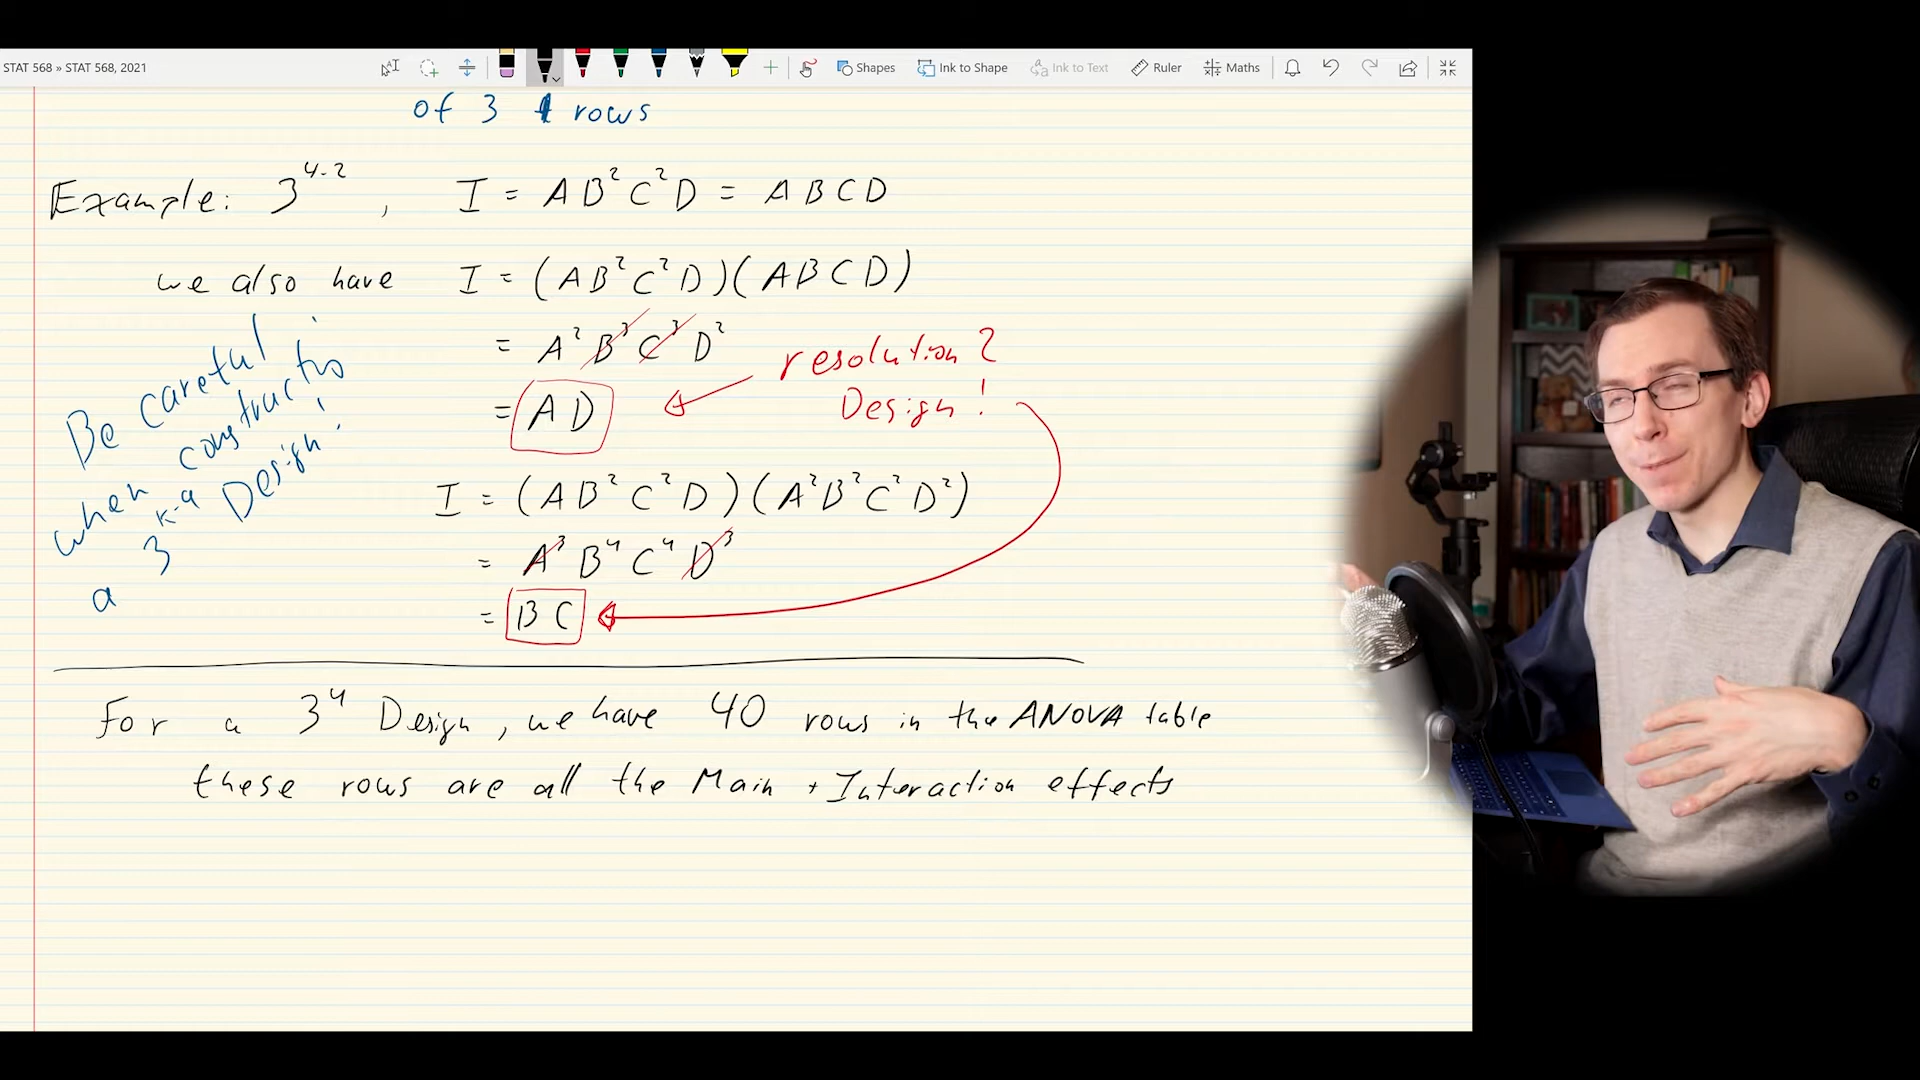 STAT 568 » STAT 568, 2021
Shapes
Ink to Shape
Ink to Text
Ruler
Maths
of 3 rows
Example: 3^{4-2}, I = AB²C²D = ABCD
we also have I = (AB²C²D)(ABCD)
= A²B³C³D²
= AD
resolution 2
Design!
I = (AB²C²D)(A²B²C²D²)
= A³B⁴C⁴D³
= BC
Be careful
when constructing
a 3^{k-q} Design!
For a 3⁴ Design, we have 40 rows in the ANOVA table
these rows are all the Main + Interaction effects